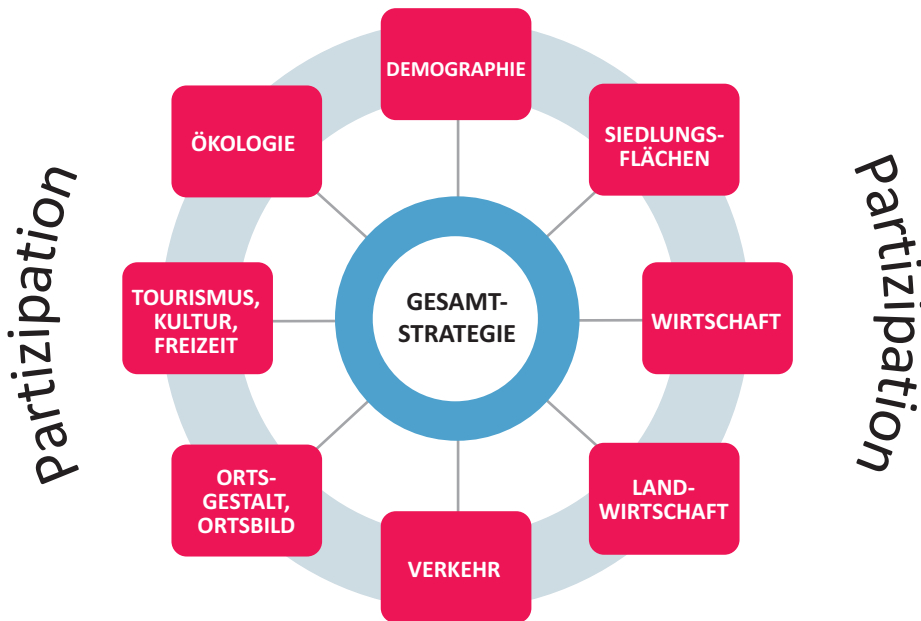 DEMOGRAPHIE
SIEDLUNGS-
FLÄCHEN
WIRTSCHAFT
LAND-
WIRTSCHAFT
VERKEHR
ORTS-
GESTALT,
ORTSBILD
TOURISMUS,
KULTUR,
FREIZEIT
ÖKOLOGIE
GESAMT-
STRATEGIE
Partizipation
Partizipation